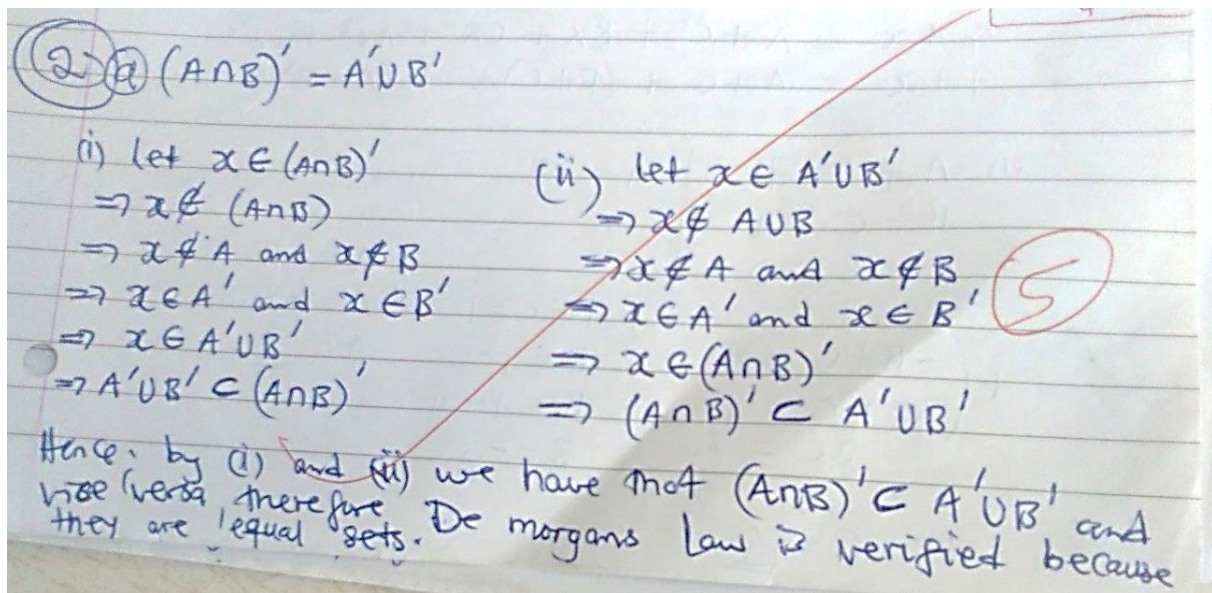 2 a (A∩B)' = A'∪B'
(i) Let x ∈ (A∩B)'
⇒ x ∉ (A∩B)
⇒ x ∉ A and x ∉ B
⇒ x ∈ A' and x ∈ B'
⇒ x ∈ A'∪B'
⇒ A'∪B' ⊂ (A∩B)'
(ii) Let x ∈ A'∪B'
⇒ x ∉ A∪B
⇒ x ∉ A and x ∉ B
⇒ x ∈ A' and x ∈ B'
⇒ x ∈ (A∩B)'
⇒ (A∩B)' ⊂ A'∪B'
5
Hence. by (i) and (ii) we have that (A∩B)' ⊂ A'∪B' and
vise versa, therefore De morgans Law is verified because
they are equal sets.